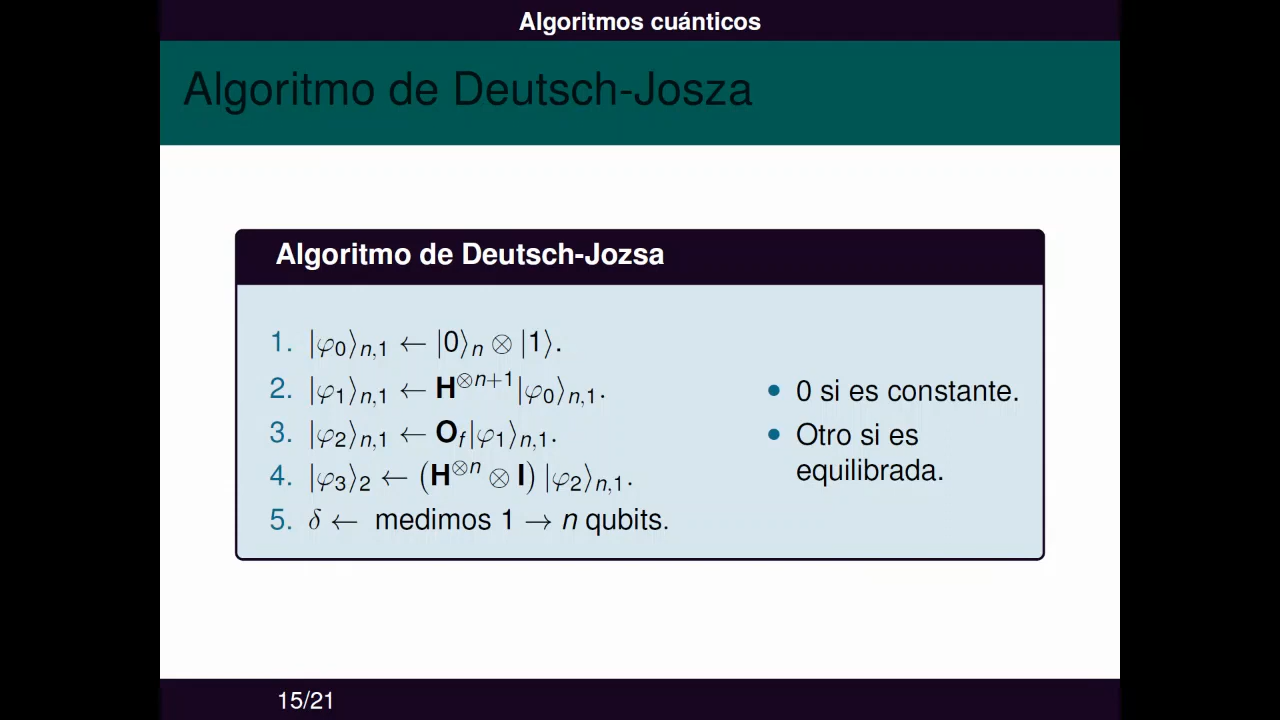 Algoritmos cuánticos
Algoritmo de Deutsch-Josza
Algoritmo de Deutsch-Jozsa
1. |φ₀⟩ₙ,₁ ← |0⟩ₙ ⊗ |1⟩.
2. |φ₁⟩ₙ,₁ ← H^{⊗n+1}|φ₀⟩ₙ,₁.
3. |φ₂⟩ₙ,₁ ← O_f|φ₁⟩ₙ,₁.
4. |φ₃⟩₂ ← (H^{⊗n} ⊗ I) |φ₂⟩ₙ,₁.
5. δ ← medimos 1 → n qubits.
• 0 si es constante.
• Otro si es
equilibrada.
15/21